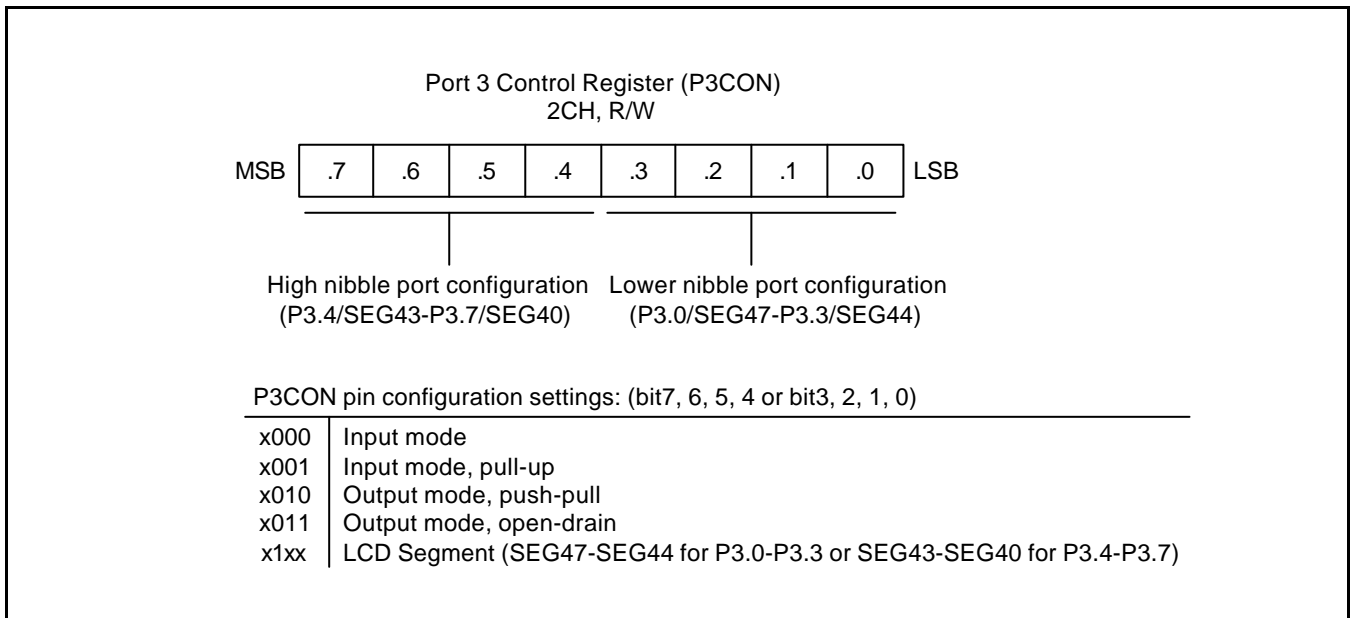 Port 3 Control Register (P3CON)
2CH, R/W
MSB .7 .6 .5 .4 .3 .2 .1 .0 LSB
High nibble port configuration Lower nibble port configuration
(P3.4/SEG43-P3.7/SEG40) (P3.0/SEG47-P3.3/SEG44)
P3CON pin configuration settings: (bit7, 6, 5, 4 or bit3, 2, 1, 0)
x000 Input mode
x001 Input mode, pull-up
x010 Output mode, push-pull
x011 Output mode, open-drain
x1xx LCD Segment (SEG47-SEG44 for P3.0-P3.3 or SEG43-SEG40 for P3.4-P3.7)